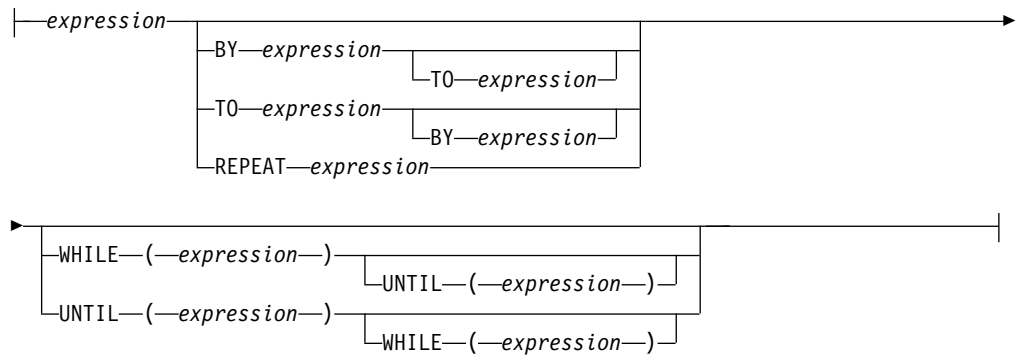 expression
BY expression
TO expression
TO expression
BY expression
REPEAT expression
WHILE ( expression )
UNTIL ( expression )
UNTIL ( expression )
WHILE ( expression )